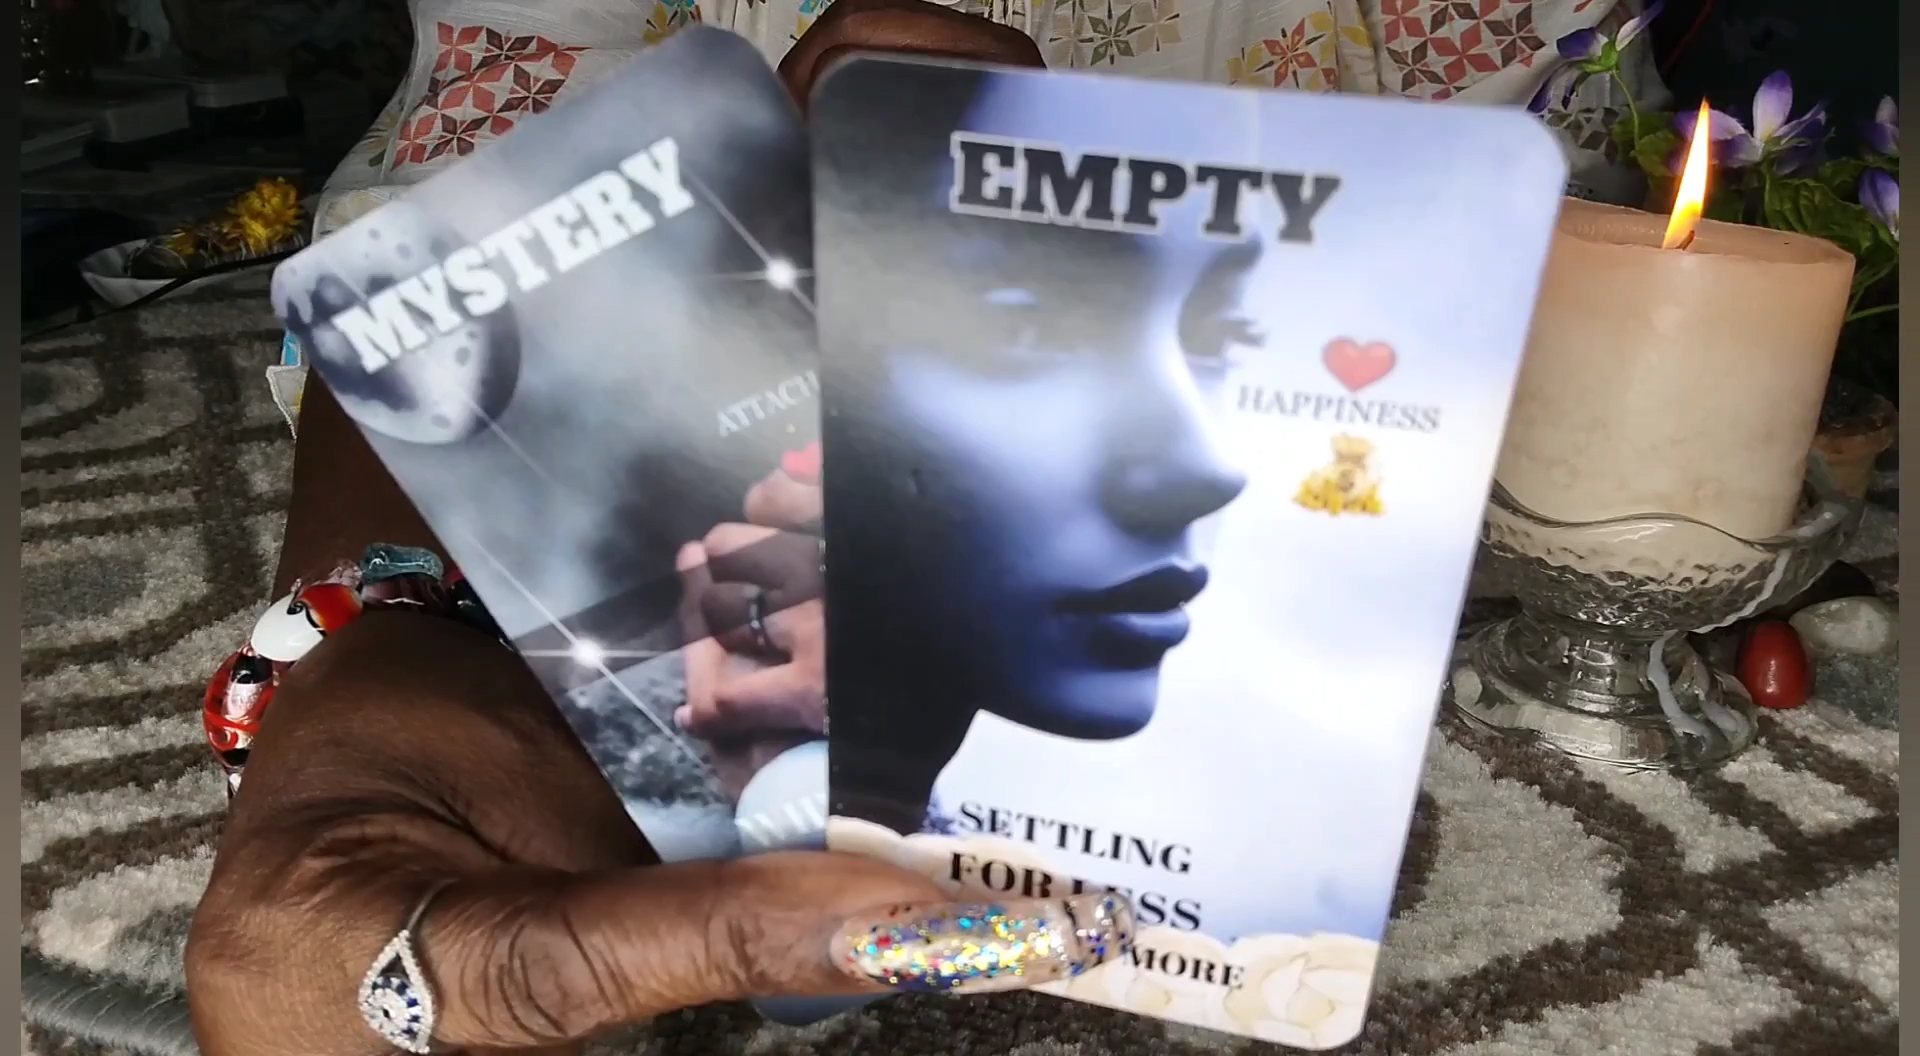 MYSTERY
ATTACH
EMPTY
HAPPINESS
SETTLING
FOR LESS
MORE